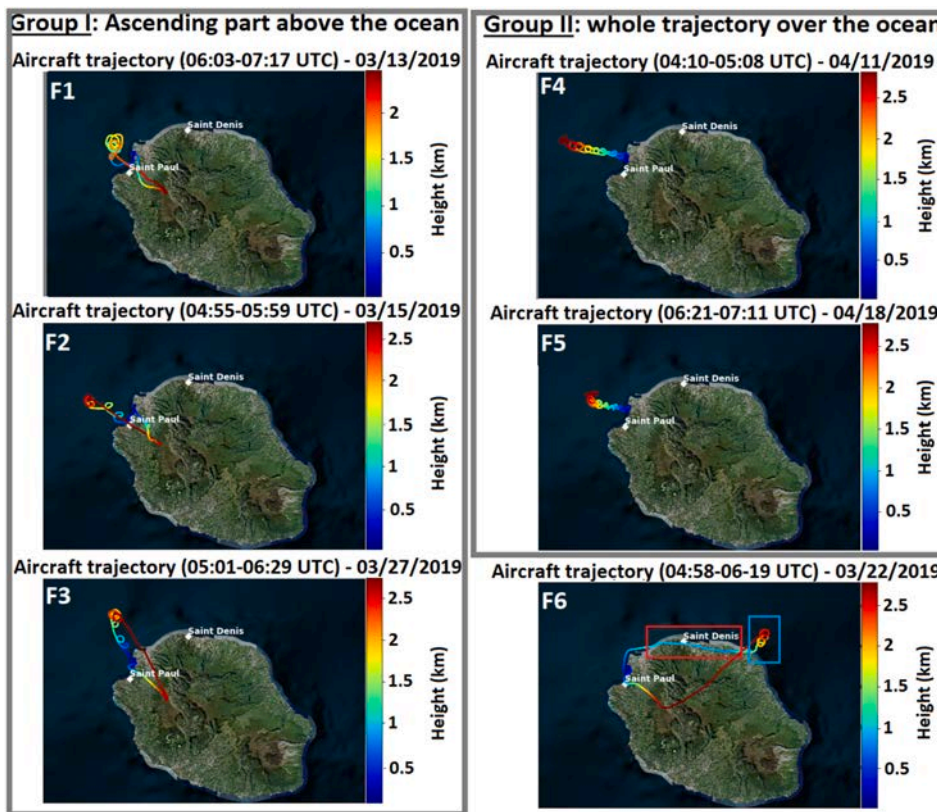 Group I: Ascending part above the ocean
Aircraft trajectory (06:03-07:17 UTC) - 03/13/2019
F1
Saint Denis
Saint Paul
2
1.5
1
0.5
Height (km)
Aircraft trajectory (04:55-05:59 UTC) - 03/15/2019
F2
Saint Denis
Saint Paul
2.5
2
1.5
1
0.5
Height (km)
Aircraft trajectory (05:01-06:29 UTC) - 03/27/2019
F3
Saint Denis
Saint Paul
2.5
2
1.5
1
0.5
Height (km)
Group II: whole trajectory over the ocean
Aircraft trajectory (04:10-05:08 UTC) - 04/11/2019
F4
Saint Denis
Saint Paul
2.5
2
1.5
1
0.5
Height (km)
Aircraft trajectory (06:21-07:11 UTC) - 04/18/2019
F5
Saint Denis
Saint Paul
2.5
2
1.5
1
0.5
Height (km)
Aircraft trajectory (04:58-06-19 UTC) - 03/22/2019
F6
Saint Denis
Saint Paul
2.5
2
1.5
1
0.5
Height (km)